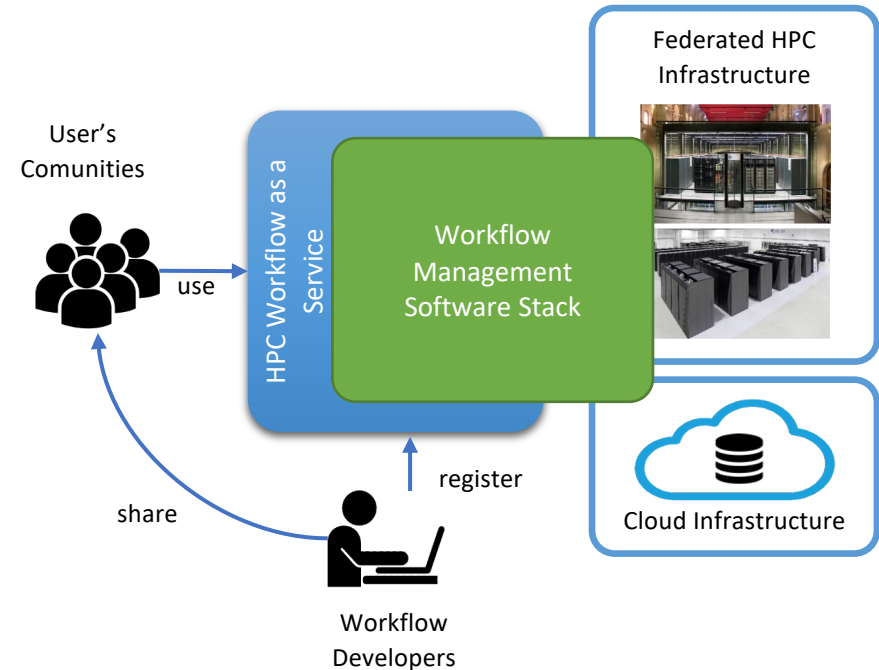 Federated HPC
Infrastructure
User’s
Comunities
HPC Workflow as a
Service
Workflow
Management
Software Stack
use
register
share
Cloud Infrastructure
Workflow
Developers